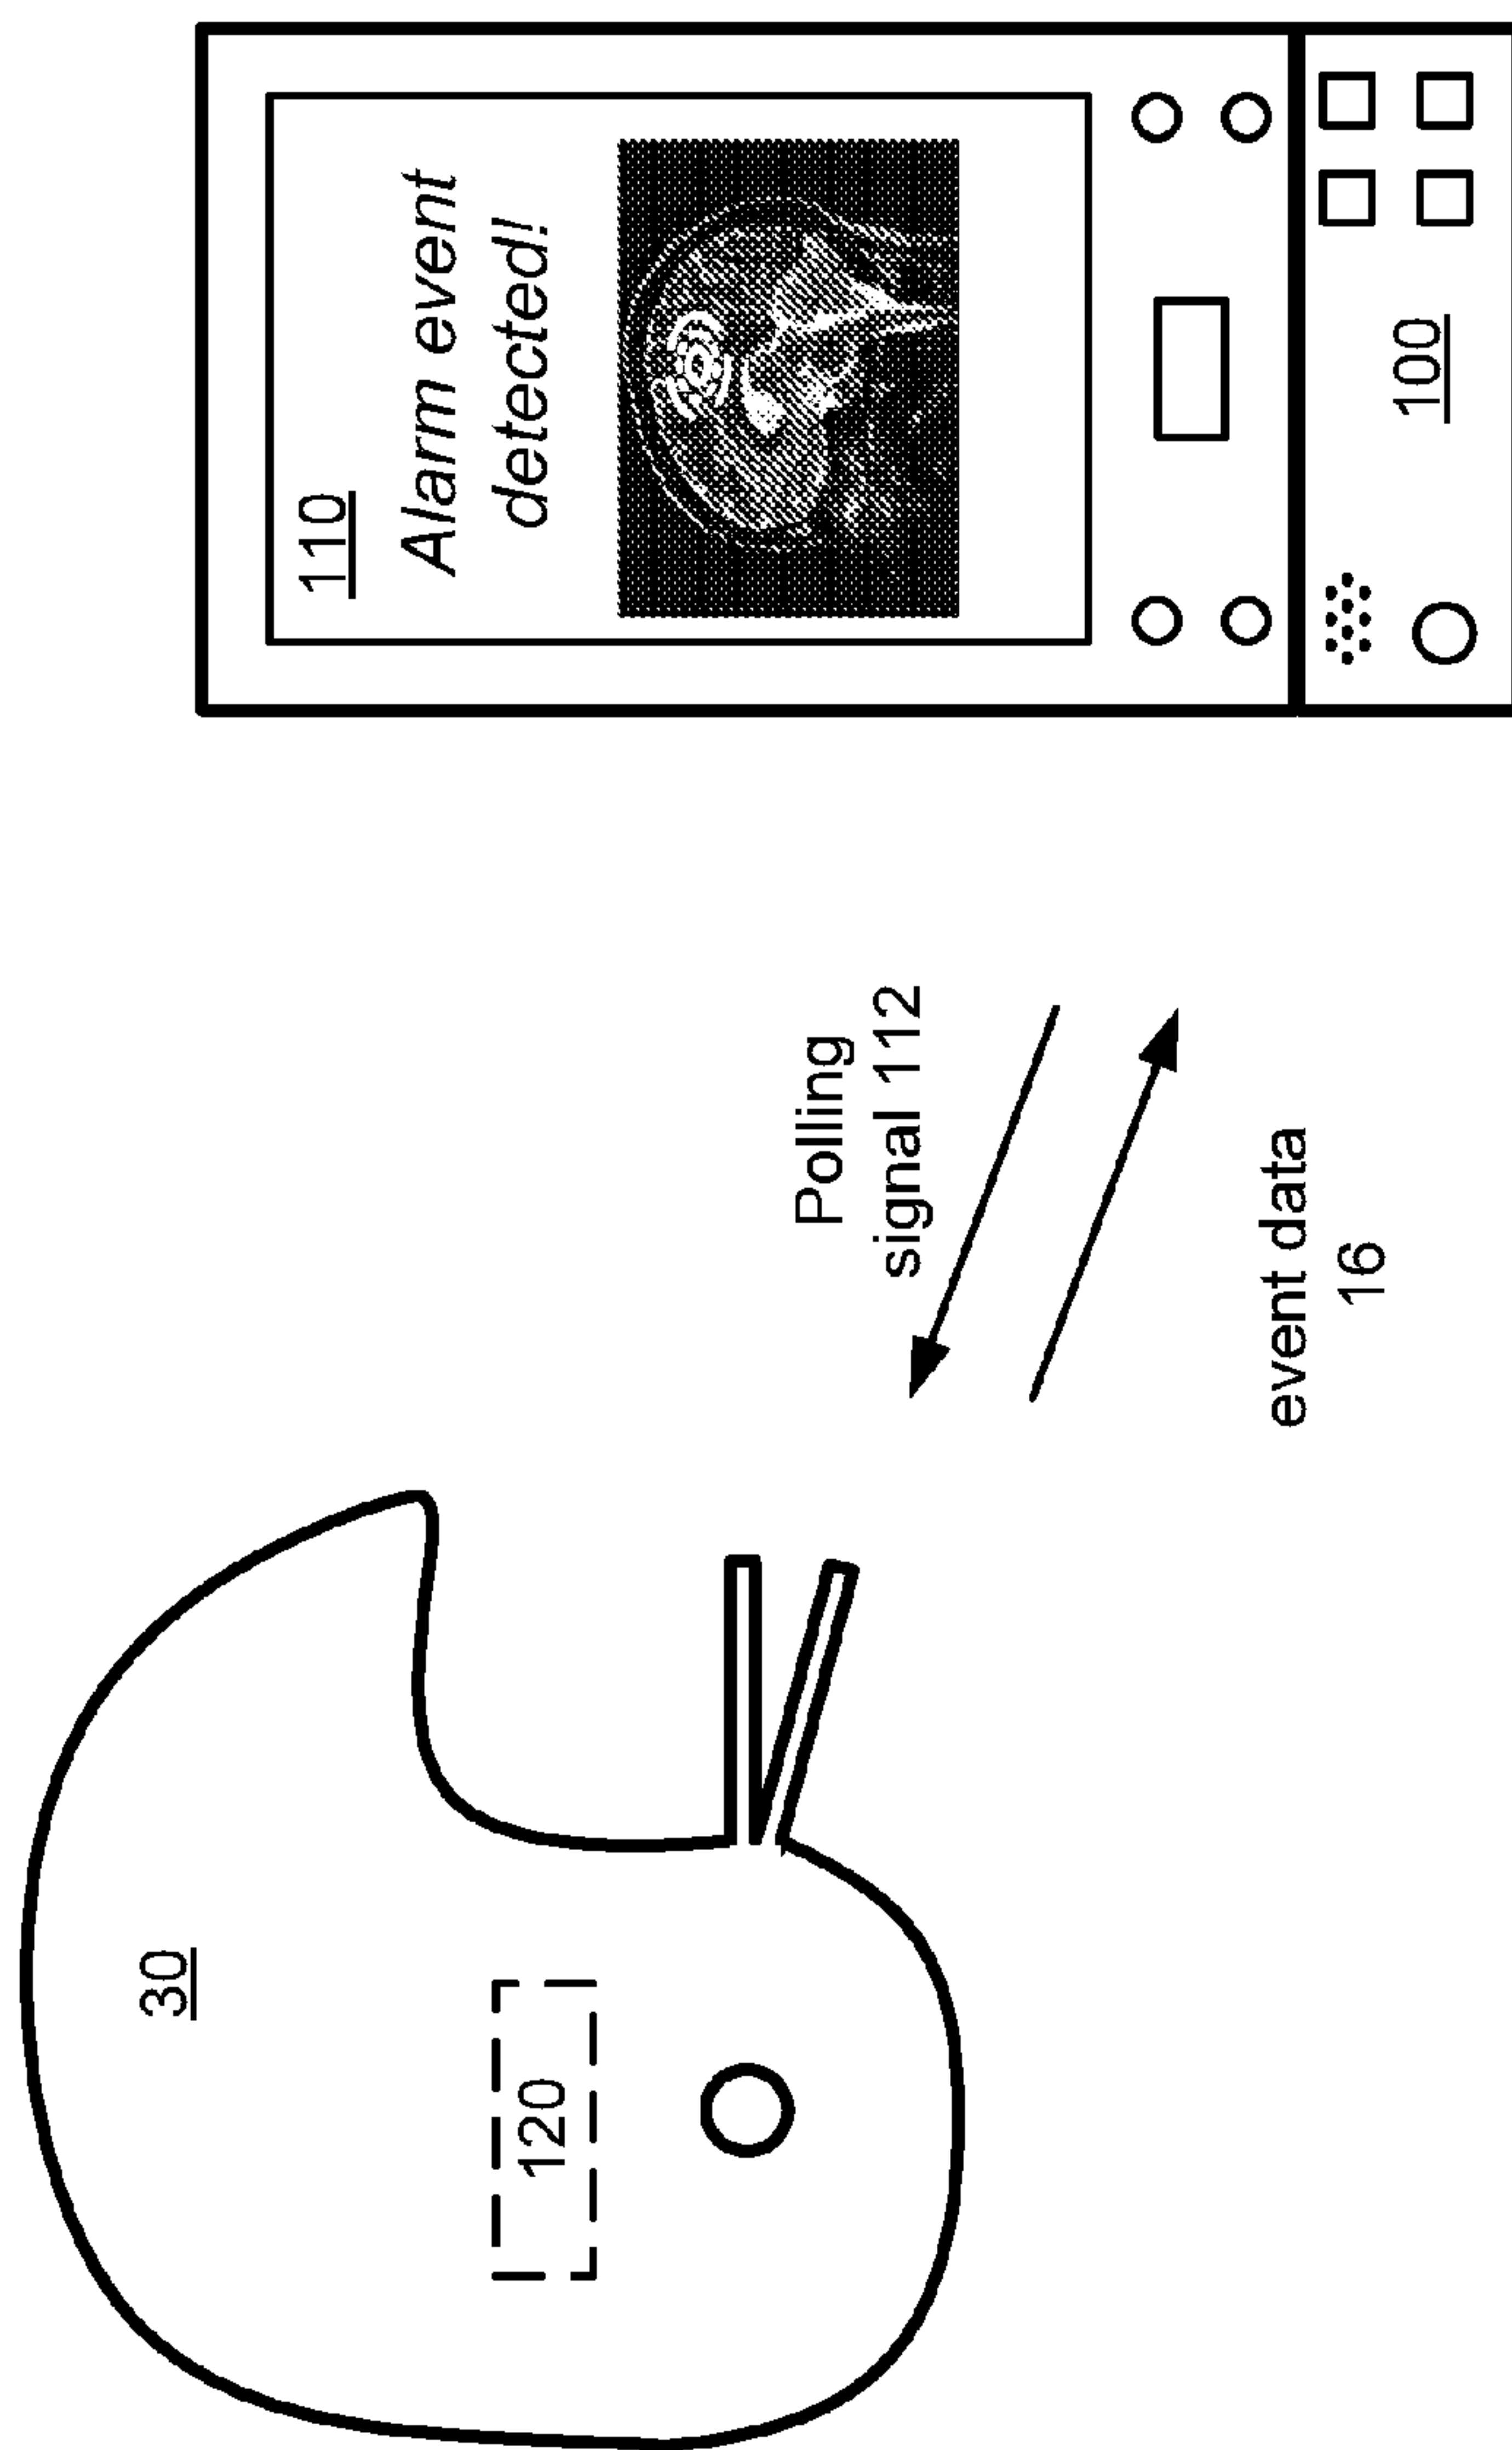 30
120
Polling
signal 112
event data
16
110
Alarm event
detected!
100